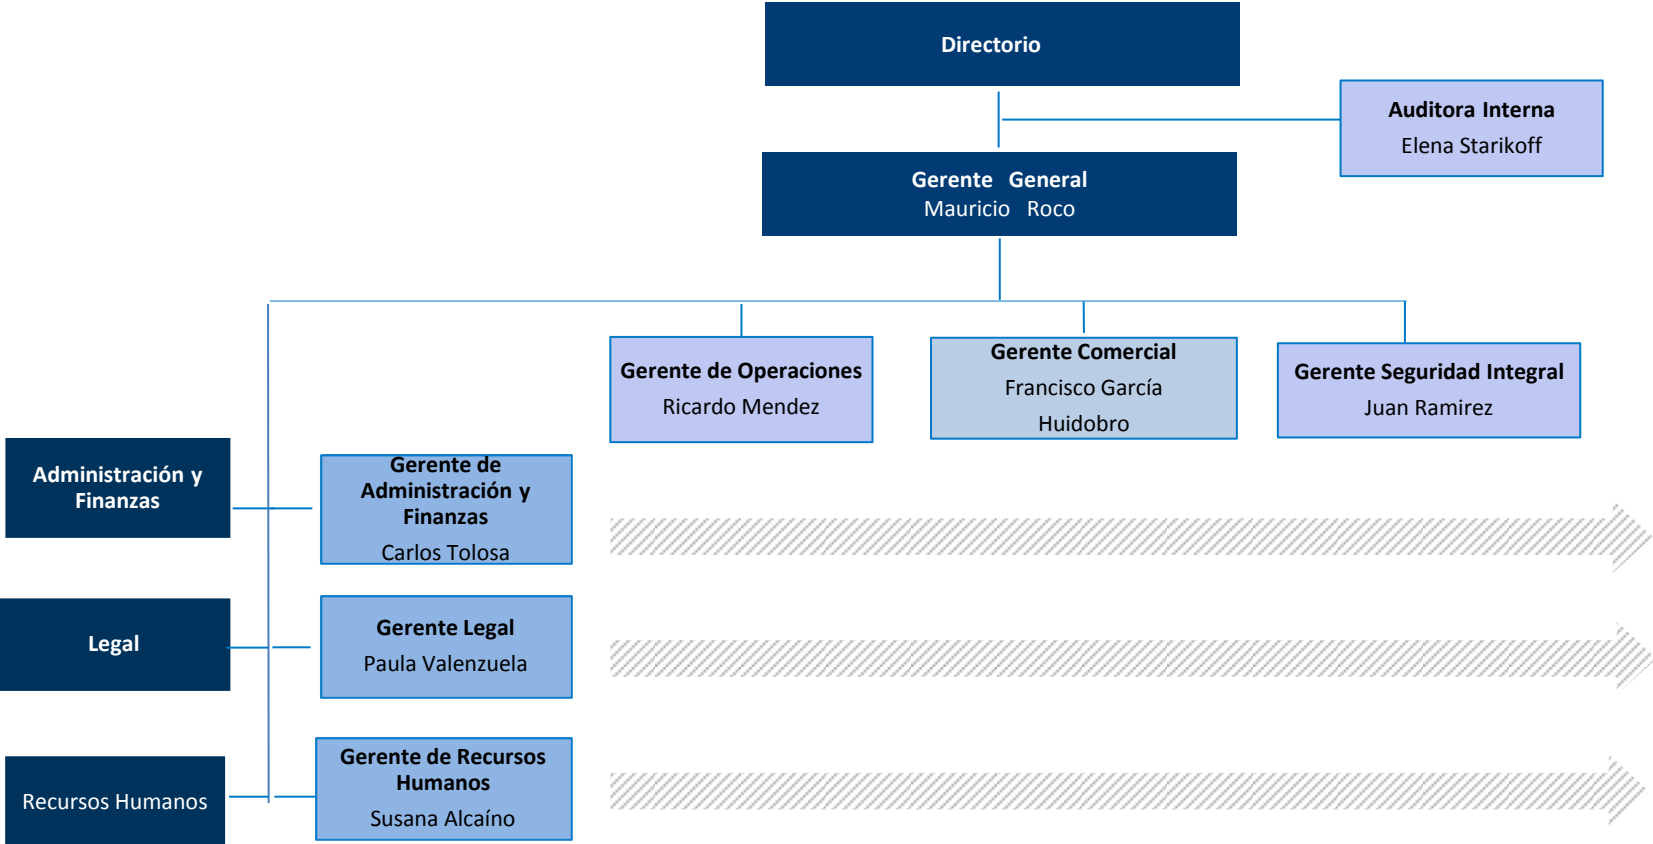 Directorio
Auditora Interna
Elena Starikoff
Gerente General
Mauricio Roco
Gerente de Operaciones
Ricardo Mendez
Gerente Comercial
Francisco García
Huidobro
Gerente Seguridad Integral
Juan Ramirez
Administración y
Finanzas
Gerente de
Administración y
Finanzas
Carlos Tolosa
Legal
Gerente Legal
Paula Valenzuela
Recursos Humanos
Gerente de Recursos
Humanos
Susana Alcaíno